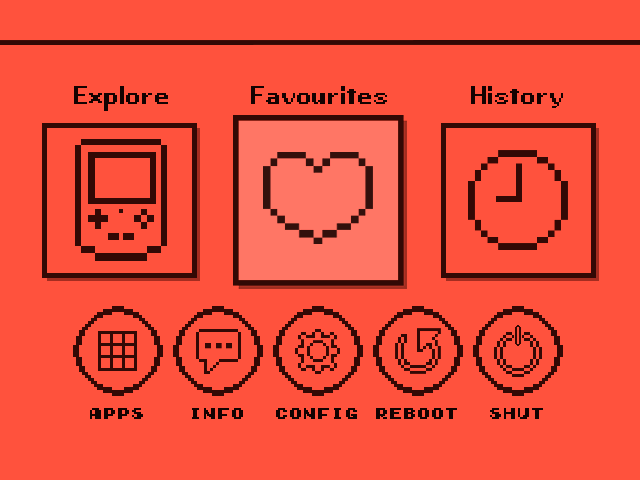 Explore
Favourites
History
APPS
INFO
CONFIG
REBOOT
SHUT